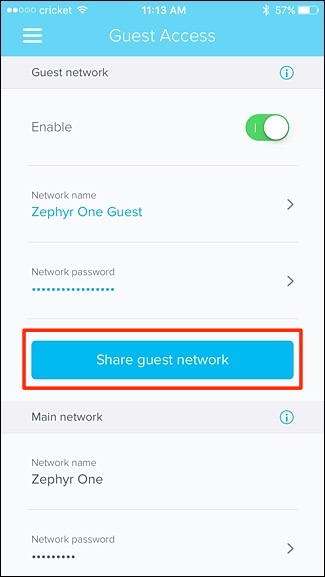 cricket 11:13 AM 57%
Guest Access
Guest network
Enable
Network name
Zephyr One Guest
Network password
•••••••••••••••••
Share guest network
Main network
Network name
Zephyr One
Network password
•••••••••